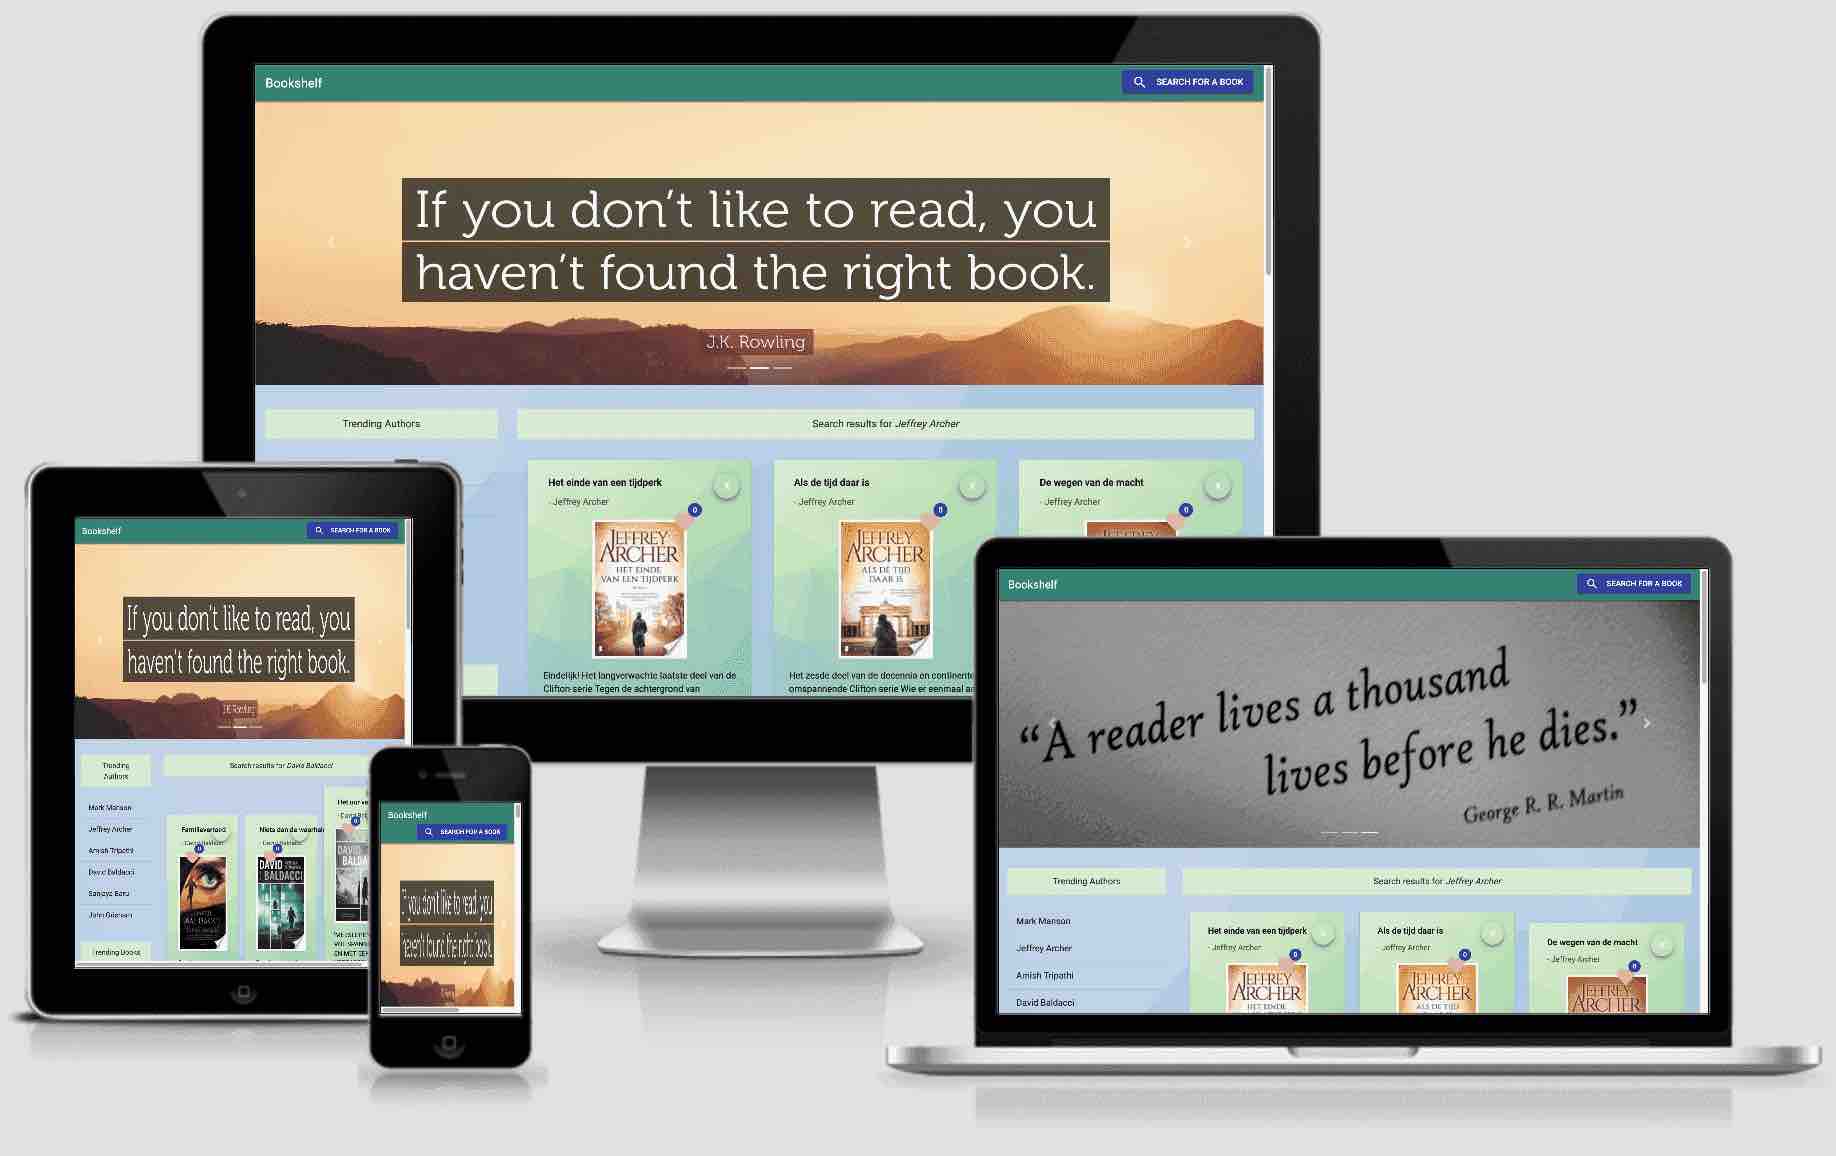 Bookshelf
SEARCH FOR A BOOK
If you don't like to read, you
haven't found the right book.
J.K. Rowling
Trending Authors
Search results for Jeffrey Archer
Het einde van een tijdperk
- Jeffrey Archer
0
JEFFREY
ARCHER
HET EINDE
VAN EEN TIJDPERK
Eindelijk! Het langverwachte laatste deel van de
Clifton-serie Tegen de achtergrond van
Als de tijd daar is
- Jeffrey Archer
0
JEFFREY
ARCHER
ALS DE TIJD
DAAR IS
Het zesde deel van de decennia en continente
omspannende Clifton-serie Wie er eenmaal
De wegen van de macht
- Jeffrey Archer
0
Bookshelf
SEARCH FOR A BOOK
If you don't like to read, you
haven't found the right book.
J.K. Rowling
Trending
Authors
Search results for David Baldacci
Mark Manson
Jeffrey Archer
Amish Tripathi
David Baldacci
Sanjaya Baru
John Grisham
Trending Books
Familieverraad
0
Niets dan de waarheid
0
DAVID
BALDACCI
Het uur
0
Bookshelf
SEARCH FOR A BOOK
If you don't like to read, you
haven't found the right book.
Bookshelf
SEARCH FOR A BOOK
“A reader lives a thousand
lives before he dies.”
George R. R. Martin
Trending Authors
Search results for Jeffrey Archer
Mark Manson
Jeffrey Archer
Amish Tripathi
David Baldacci
Het einde van een tijdperk
- Jeffrey Archer
0
JEFFREY
ARCHER
HET EINDE
Als de tijd daar is
- Jeffrey Archer
0
JEFFREY
ARCHER
ALS DE TIJD
De wegen van de macht
- Jeffrey Archer
0
JEFFREY
ARCHER